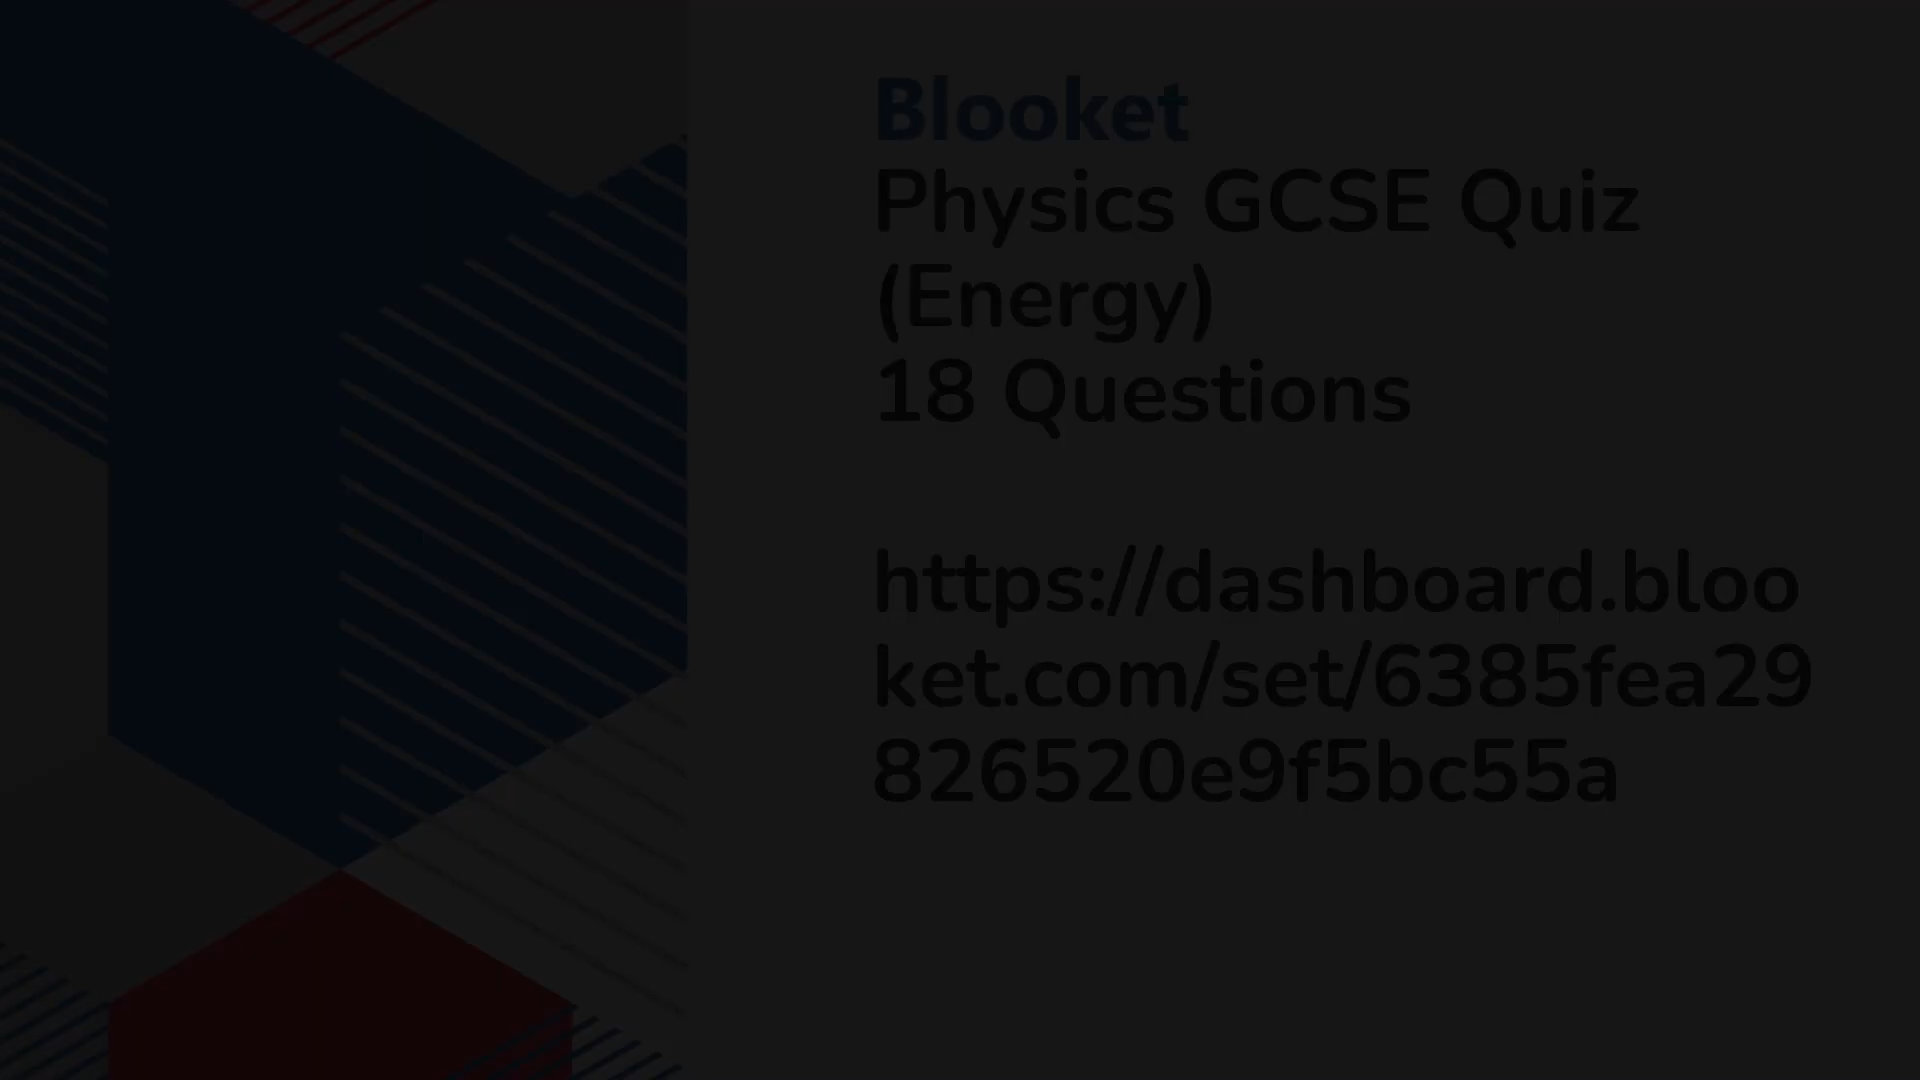 Blooket
Physics GCSE Quiz
(Energy)
18 Questions
https://dashboard.bloo
ket.com/set/6385fea29
826520e9f5bc55a